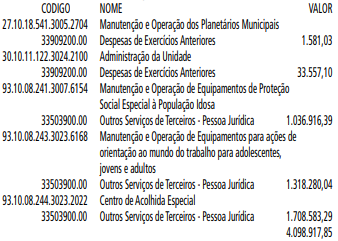 CODIGO NOME VALOR
27.10.18.541.3005.2704 Manutenção e Operação dos Planetários Municipais
33909200.00 Despesas de Exercícios Anteriores 1.581,03
30.10.11.122.3024.2100 Administração da Unidade
33909200.00 Despesas de Exercícios Anteriores 33.557,10
93.10.08.241.3007.6154 Manutenção e Operação de Equipamentos de Proteção
Social Especial à População Idosa
33503900.00 Outros Serviços de Terceiros - Pessoa Jurídica 1.036.916,39
93.10.08.243.3023.6168 Manutenção e Operação de Equipamentos para ações de
orientação ao mundo do trabalho para adolescentes,
jovens e adultos
33503900.00 Outros Serviços de Terceiros - Pessoa Jurídica 1.318.280,04
93.10.08.244.3023.2022 Centro de Acolhida Especial
33503900.00 Outros Serviços de Terceiros - Pessoa Jurídica 1.708.583,29
4.098.917,85